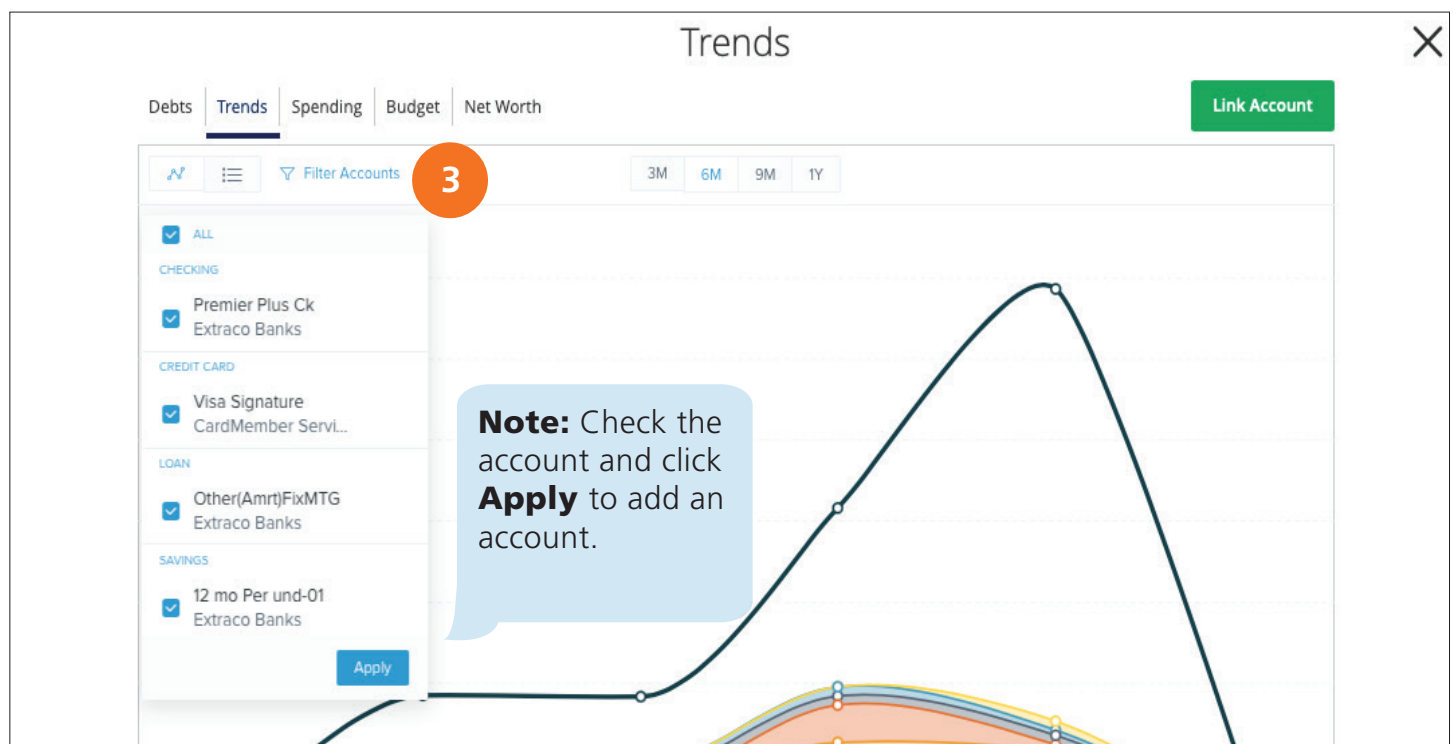 Trends
Debts Trends Spending Budget Net Worth
Link Account
Filter Accounts
3
3M 6M 9M 1Y
ALL
CHECKING
Premier Plus Ck
Extraco Banks
CREDIT CARD
Visa Signature
CardMember Servi...
LOAN
Other(Amrt)FixMTG
Extraco Banks
SAVINGS
12 mo Per und-01
Extraco Banks
Apply
Note: Check the
account and click
Apply to add an
account.